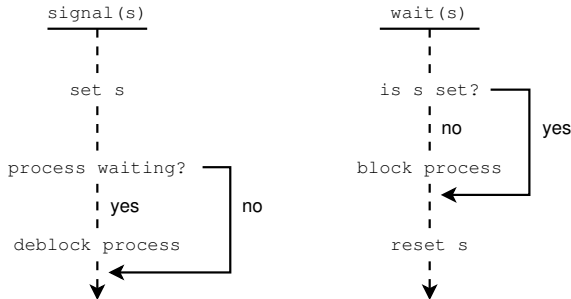 signal(s)
set s
process waiting?
yes
no
deblock process
wait(s)
is s set?
no
yes
block process
reset s